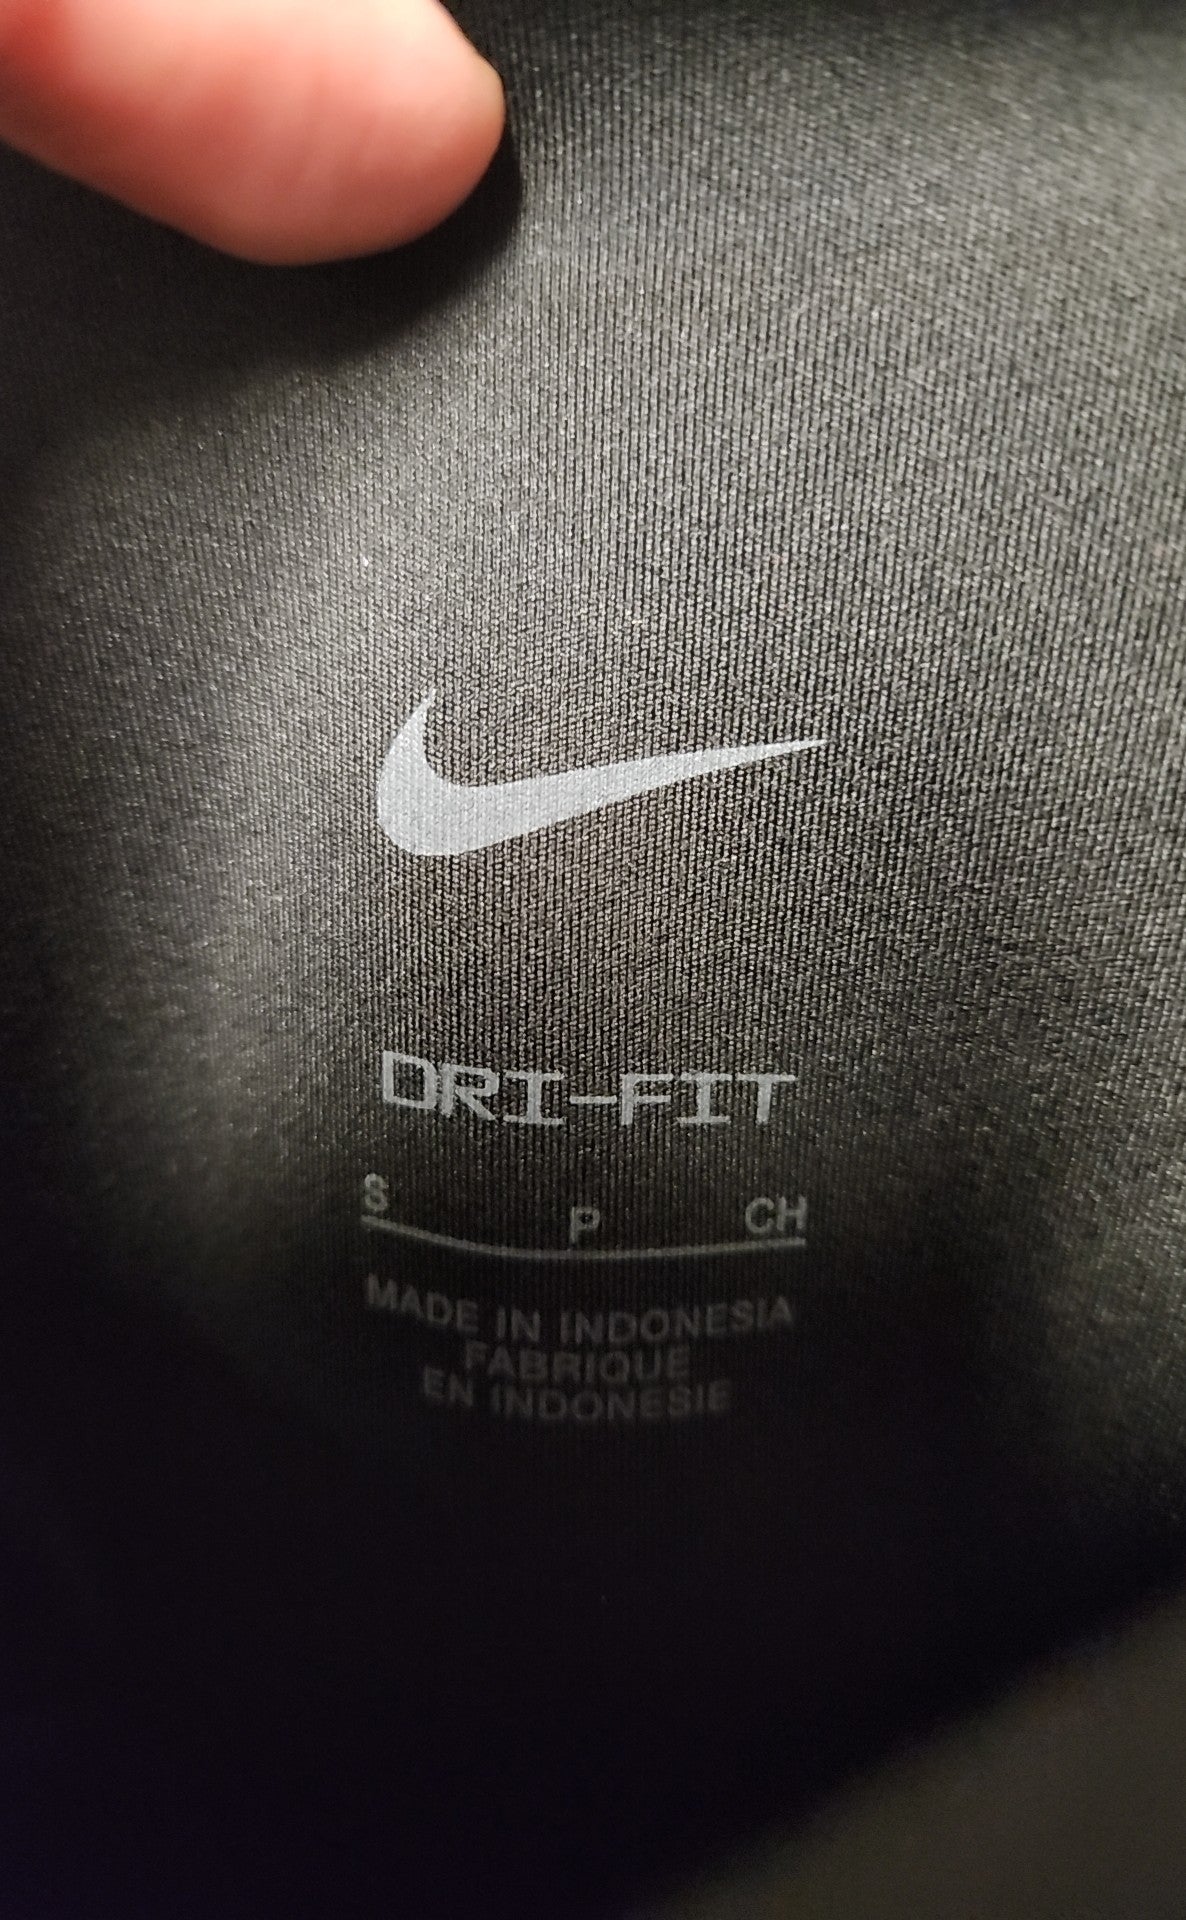 DRI-FIT
S P CH
MADE IN INDONESIA
FABRIQUE
EN INDONESIE